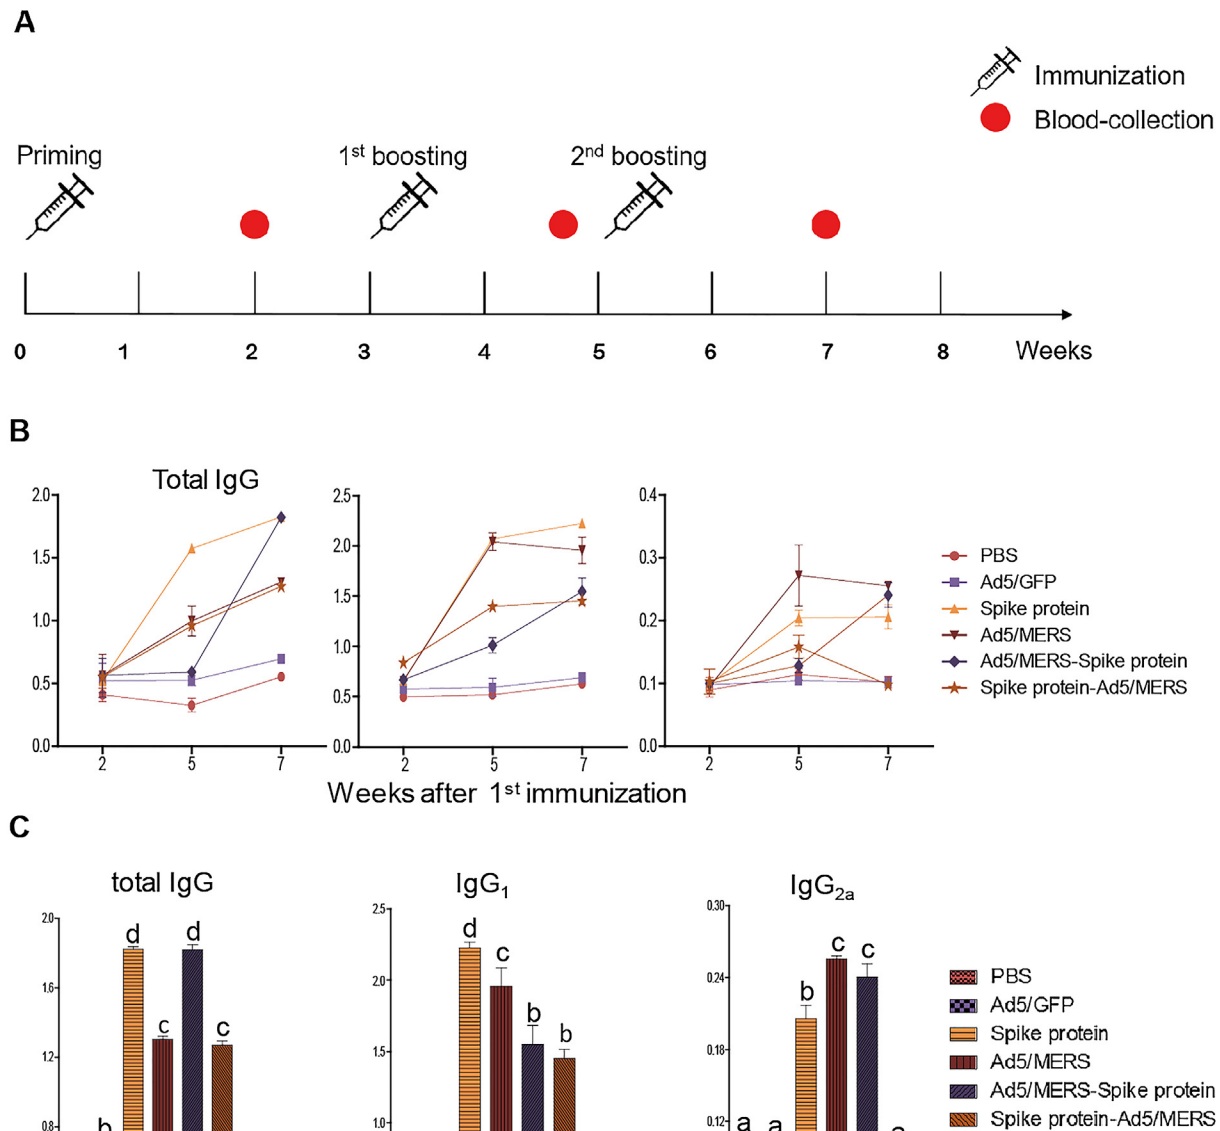 A
Immunization
Blood-collection
Priming
1st boosting
2nd boosting
0 1 2 3 4 5 6 7 8 Weeks
B
Total IgG
2.0
1.5
1.0
0.5
0.0
2 5 7
2.5
2.0
1.5
1.0
0.5
0.0
2 5 7
0.4
0.3
0.2
0.1
0.0
2 5 7
PBS
Ad5/GFP
Spike protein
Ad5/MERS
Ad5/MERS-Spike protein
Spike protein-Ad5/MERS
Weeks after 1st immunization
C
total IgG
2.0
1.6
1.2
0.8
b d c d c
IgG1
2.5
2.0
1.5
1.0
d c b b
IgG2a
0.30
0.24
0.18
0.12
a a b c c a
PBS
Ad5/GFP
Spike protein
Ad5/MERS
Ad5/MERS-Spike protein
Spike protein-Ad5/MERS